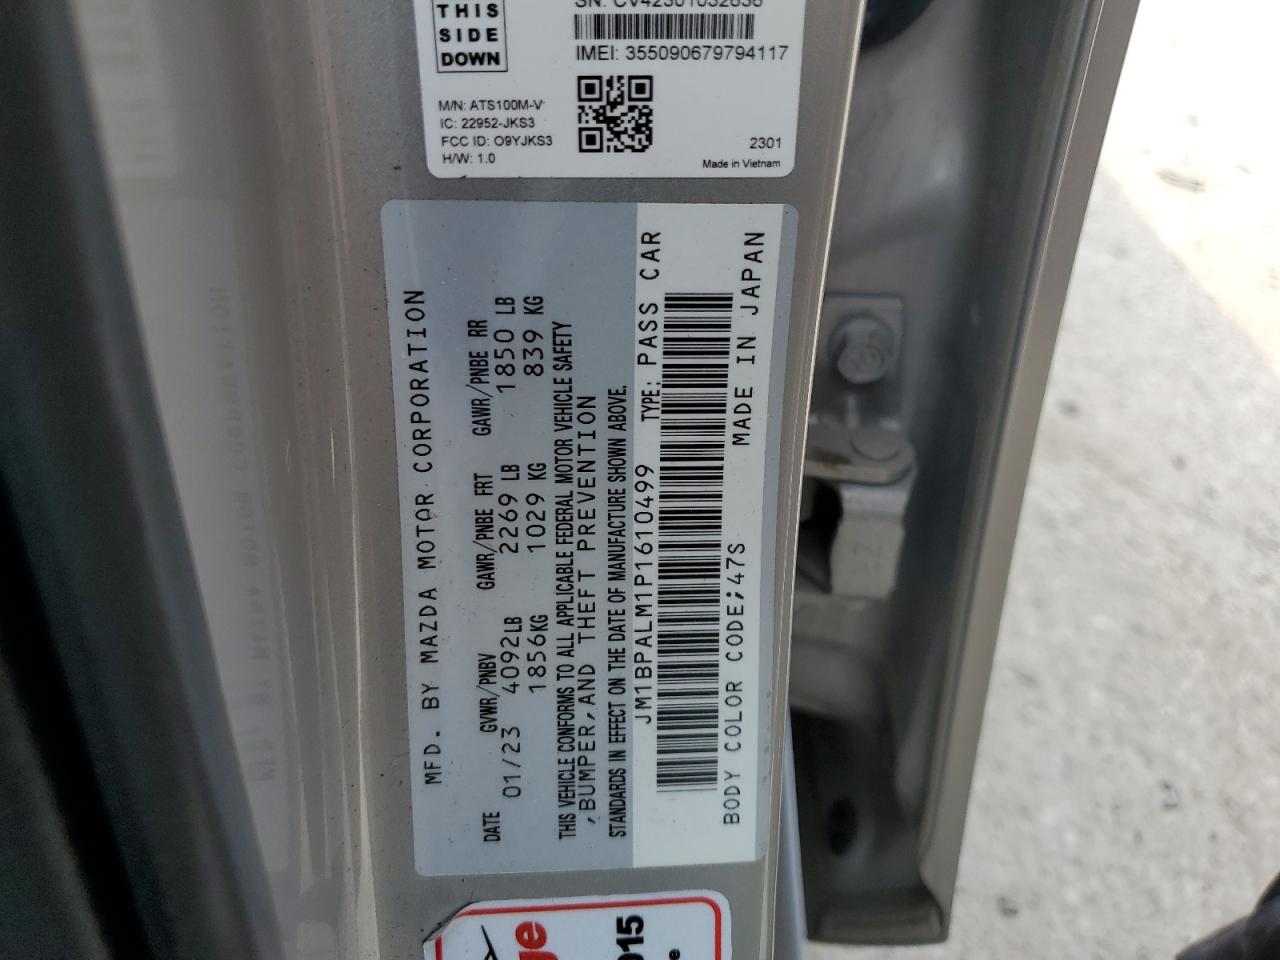 THIS
SIDE
DOWN
IMEI: 355090679794117
M/N: ATS100M-V
IC: 22952-JKS3
FCC ID: O9YJKS3
H/W: 1.0
2301
Made in Vietnam
MFD. BY MAZDA MOTOR CORPORATION
DATE GVWR/PNBV GAWR/PNBE FRT GAWR/PNBE RR
01/23 4092LB 2269 LB 1850 LB
1856KG 1029 KG 839 KG
THIS VEHICLE CONFORMS TO ALL APPLICABLE FEDERAL MOTOR VEHICLE SAFETY
,BUMPER,AND THEFT PREVENTION
STANDARDS IN EFFECT ON THE DATE OF MANUFACTURE SHOWN ABOVE.
JM1BPALM1P1610499 TYPE: PASS CAR
BODY COLOR CODE;47S MADE IN JAPAN